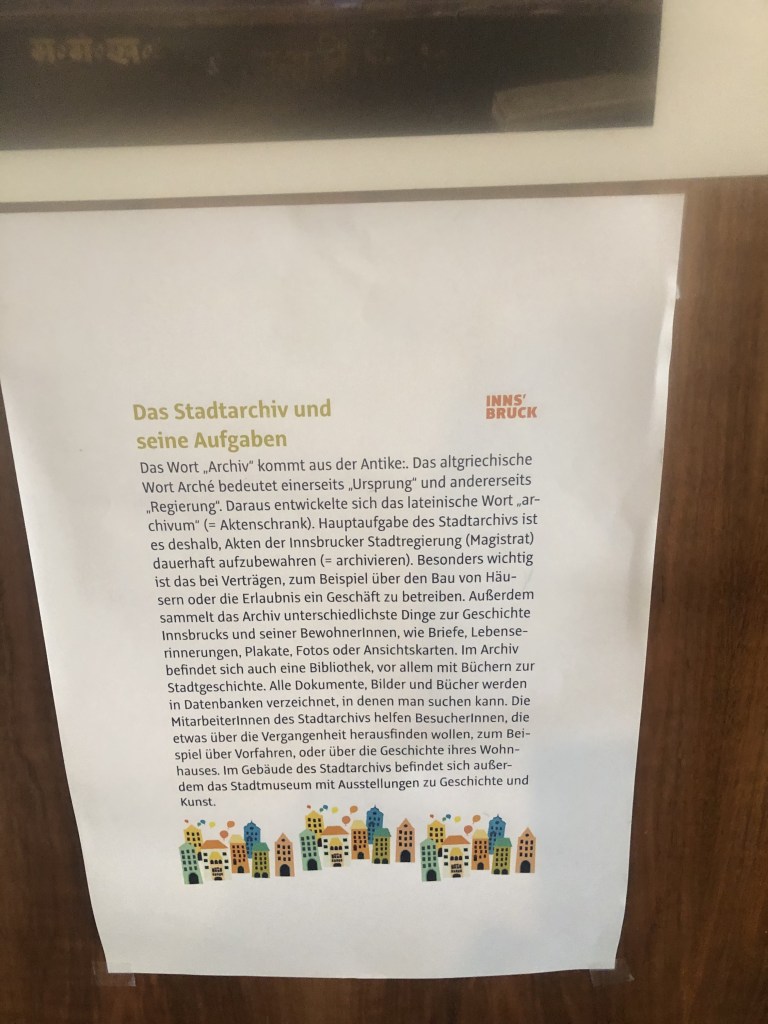 Das Stadtarchiv und
seine Aufgaben
INNS'
BRUCK
Das Wort „Archiv“ kommt aus der Antike:. Das altgriechische
Wort Arché bedeutet einerseits „Ursprung“ und andererseits
„Regierung“. Daraus entwickelte sich das lateinische Wort „ar-
chivum“ (= Aktenschrank). Hauptaufgabe des Stadtarchivs ist
es deshalb, Akten der Innsbrucker Stadtregierung (Magistrat)
dauerhaft aufzubewahren (= archivieren). Besonders wichtig
ist das bei Verträgen, zum Beispiel über den Bau von Häu-
sern oder die Erlaubnis ein Geschäft zu betreiben. Außerdem
sammelt das Archiv unterschiedlichste Dinge zur Geschichte
Innsbrucks und seiner BewohnerInnen, wie Briefe, Lebense-
rinnerungen, Plakate, Fotos oder Ansichtskarten. Im Archiv
befindet sich auch eine Bibliothek, vor allem mit Büchern zur
Stadtgeschichte. Alle Dokumente, Bilder und Bücher werden
in Datenbanken verzeichnet, in denen man suchen kann. Die
MitarbeiterInnen des Stadtarchivs helfen BesucherInnen, die
etwas über die Vergangenheit herausfinden wollen, zum Bei-
spiel über Vorfahren, oder über die Geschichte ihres Wohn-
hauses. Im Gebäude des Stadtarchivs befindet sich außer-
dem das Stadtmuseum mit Ausstellungen zu Geschichte und
Kunst.